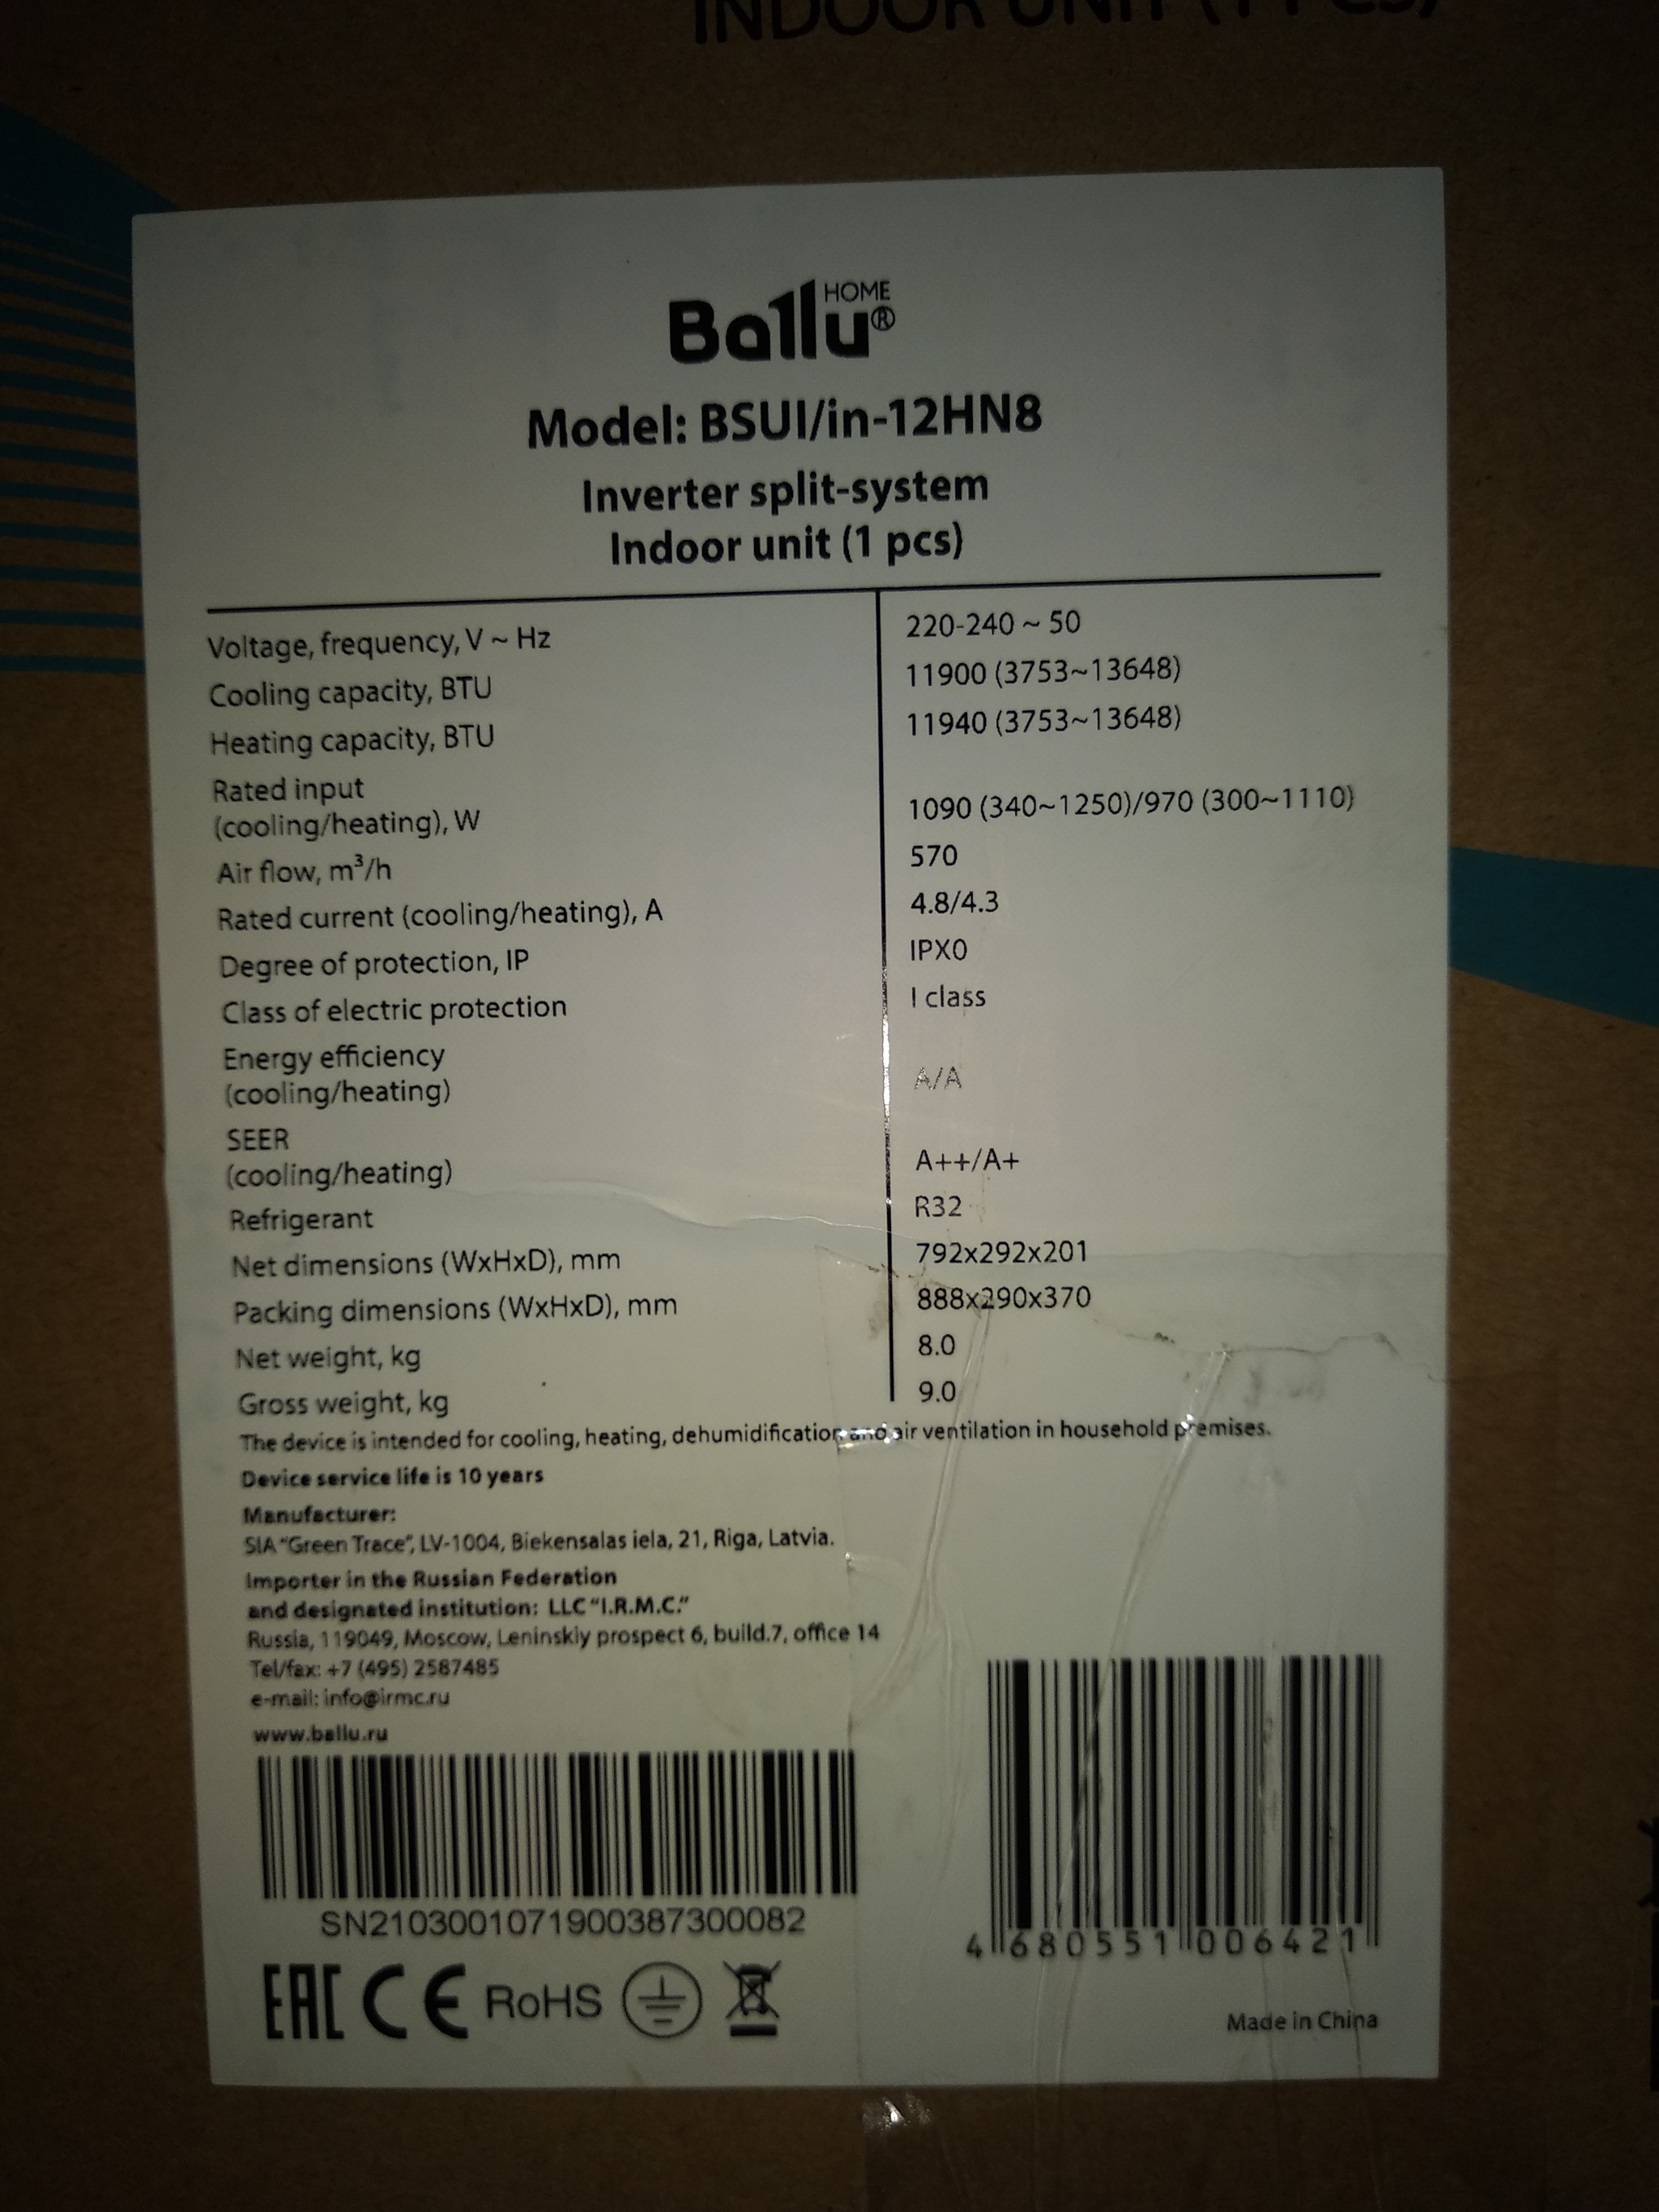 INDOOR UNIT (1 PCS)
Ballu® HOME
Model: BSUI/in-12HN8
Inverter split-system
Indoor unit (1 pcs)
Voltage, frequency, V ~ Hz 220-240 ~ 50
Cooling capacity, BTU 11900 (3753~13648)
Heating capacity, BTU 11940 (3753~13648)
Rated input
(cooling/heating), W 1090 (340~1250)/970 (300~1110)
Air flow, m³/h 570
Rated current (cooling/heating), A 4.8/4.3
Degree of protection, IP IPX0
Class of electric protection I class
Energy efficiency
(cooling/heating) A/A
SEER
(cooling/heating) A++/A+
Refrigerant R32
Net dimensions (WxHxD), mm 792x292x201
Packing dimensions (WxHxD), mm 888x290x370
Net weight, kg 8.0
Gross weight, kg 9.0
The device is intended for cooling, heating, dehumidification and air ventilation in household premises.
Device service life is 10 years
Manufacturer:
SIA "Green Trace", LV-1004, Biekensalas iela, 21, Riga, Latvia.
Importer in the Russian Federation
and designated institution: LLC "I.R.M.C."
Russia, 119049, Moscow, Leninskiy prospect 6, build.7, office 14
Tel/fax: +7 (495) 2587485
e-mail: info@irmc.ru
www.ballu.ru
SN2103001071900387300082
4 680551 006421
EAC CE RoHS
Made in China